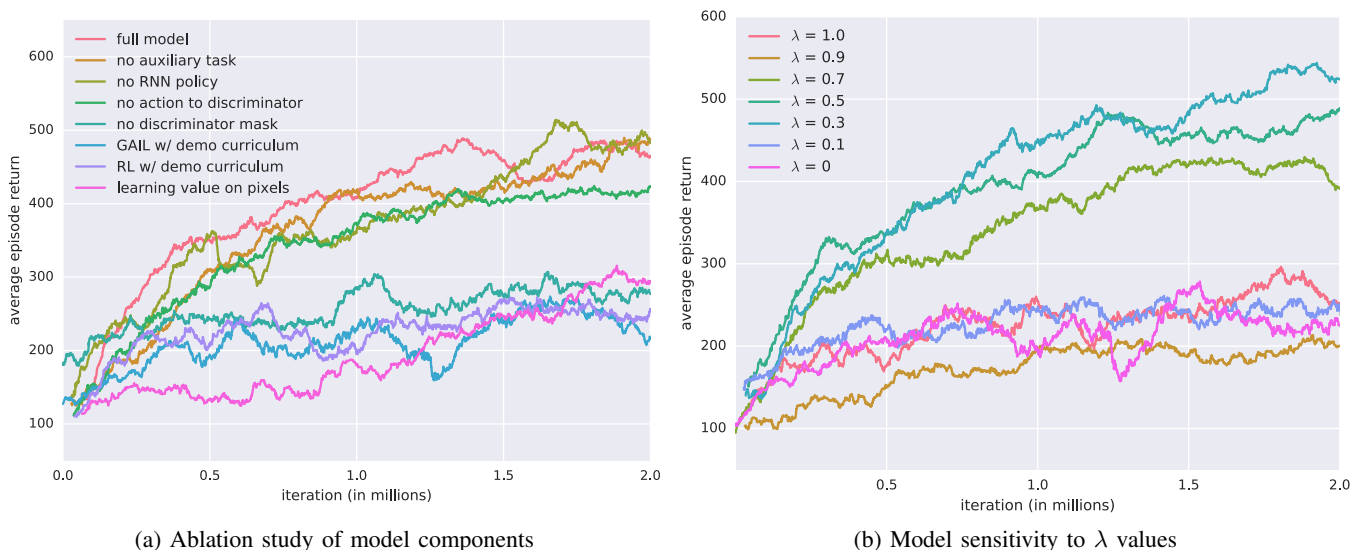 600
500
400
300
200
100
average episode return
full model
no auxiliary task
no RNN policy
no action to discriminator
no discriminator mask
GAIL w/ demo curriculum
RL w/ demo curriculum
learning value on pixels
0.0 0.5 1.0 1.5 2.0
iteration (in millions)
(a) Ablation study of model components
600
500
400
300
200
100
average episode return
λ = 1.0
λ = 0.9
λ = 0.7
λ = 0.5
λ = 0.3
λ = 0.1
λ = 0
0.5 1.0 1.5 2.0
iteration (in millions)
(b) Model sensitivity to λ values